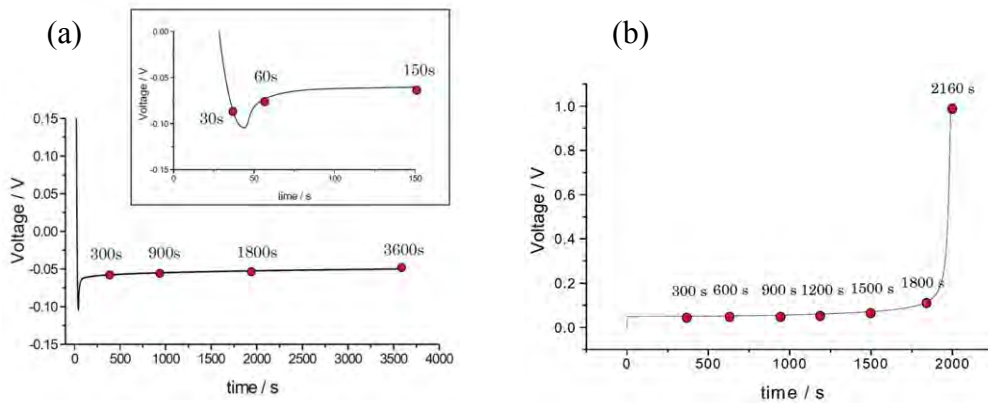 (a)
0.00
-0.05
-0.10
-0.15
Voltage / V
30s
60s
150s
0
50
100
150
time / s
0.15
0.10
0.05
0.00
-0.05
-0.10
-0.15
Voltage / V
300s
900s
1800s
3600s
0
500
1000
1500
2000
2500
3000
3500
4000
time / s
(b)
1.0
0.8
0.6
0.4
0.2
0.0
Voltage / V
2160 s
300 s
600 s
900 s
1200 s
1500 s
1800 s
0
500
1000
1500
2000
time / s